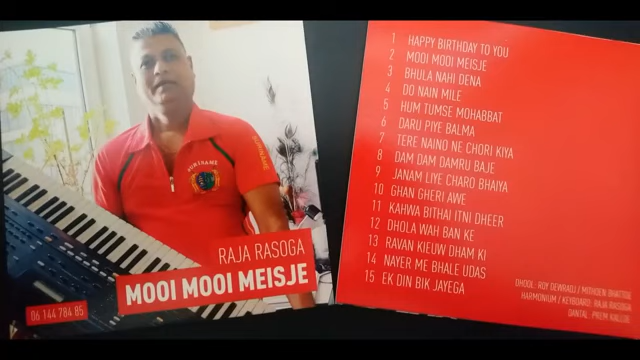 SURINAME
SURINAME
RAJA RASOGA
MOOI MOOI MEISJE
06 144 784 85
1 HAPPY BIRTHDAY TO YOU
2 MOOI MOOI MEISJE
3 BHULA NAHI DENA
4 DO NAIN MILE
5 HUM TUMSE MOHABBAT
6 DARU PIYE BALMA
7 TERE NAINO NE CHORI KIYA
8 DAM DAM DAMRU BAJE
9 JANAM LIYE CHARO BHAIYA
10 GHAN GHERI AWE
11 KAHWA BITHAI ITNI DHEER
12 DHOLA WAH BAN KE
13 RAVAN KIEUW DHAM KI
14 NAYER ME BHALE UDAS
15 EK DIN BIK JAYEGA
DHOOL: ROY DEWRADJ /
HARMONIUM / KEYBOARD: RAJA RASOGA
DANTAL: PREM